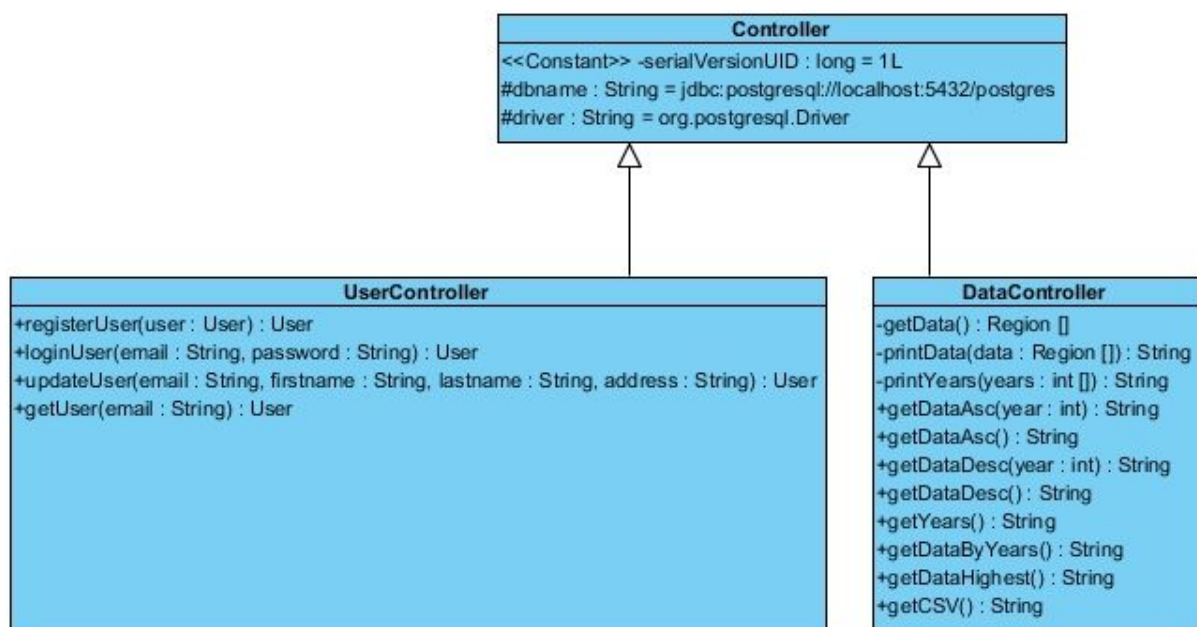 Controller
<<Constant>> -serialVersionUID : long = 1L
#dbname : String = jdbc:postgresql://localhost:5432/postgres
#driver : String = org.postgresql.Driver
UserController
+registerUser(user : User) : User
+loginUser(email : String, password : String) : User
+updateUser(email : String, firstname : String, lastname : String, address : String) : User
+getUser(email : String) : User
DataController
-getData() : Region []
-printData(data : Region []) : String
-printYears(years : int []) : String
+getDataAsc(year : int) : String
+getDataAsc() : String
+getDataDesc(year : int) : String
+getDataDesc() : String
+getYears() : String
+getDataByYears() : String
+getDataHighest() : String
+getCSV() : String